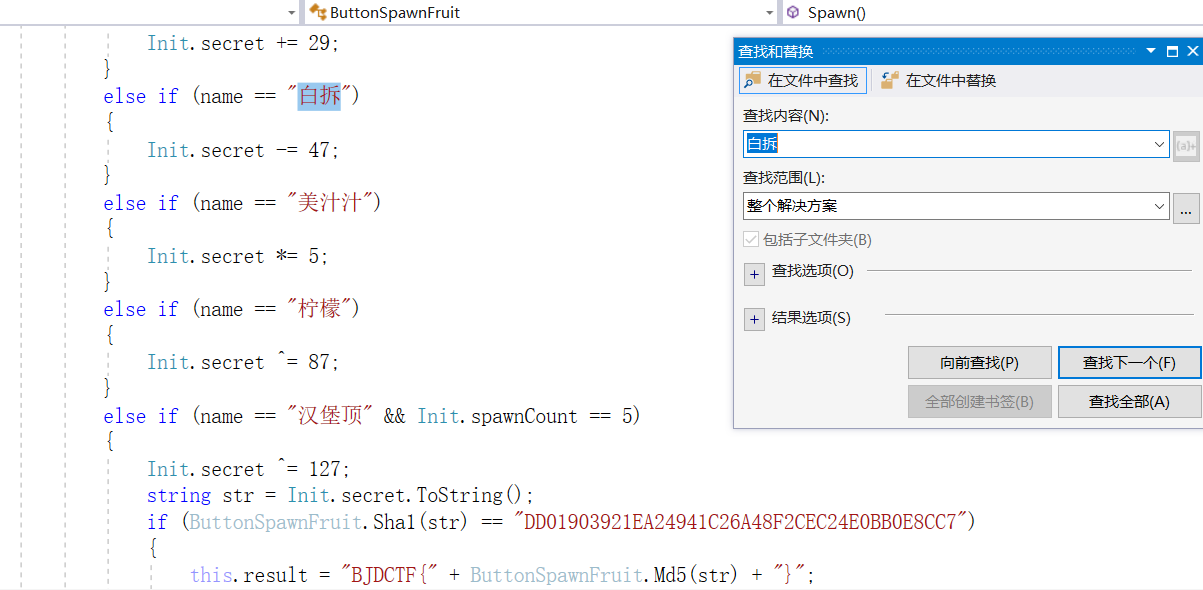 ButtonSpawnFruit
Spawn()
Init.secret += 29;
}
else if (name == "白拆")
{
Init.secret -= 47;
}
else if (name == "美汁汁")
{
Init.secret *= 5;
}
else if (name == "柠檬")
{
Init.secret ^= 87;
}
else if (name == "汉堡顶" && Init.spawnCount == 5)
{
Init.secret ^= 127;
string str = Init.secret.ToString();
if (ButtonSpawnFruit.Sha1(str) == "DD01903921EA24941C26A48F2CEC24E0BB0E8CC7")
{
this.result = "BJDCTF{" + ButtonSpawnFruit.Md5(str) + "}";
查找和替换
在文件中查找
在文件中替换
查找内容(N):
白拆
(a)+
查找范围(L):
整个解决方案
...
包括子文件夹(B)
+ 查找选项(O)
+ 结果选项(S)
向前查找(P)
查找下一个(F)
全部创建书签(B)
查找全部(A)